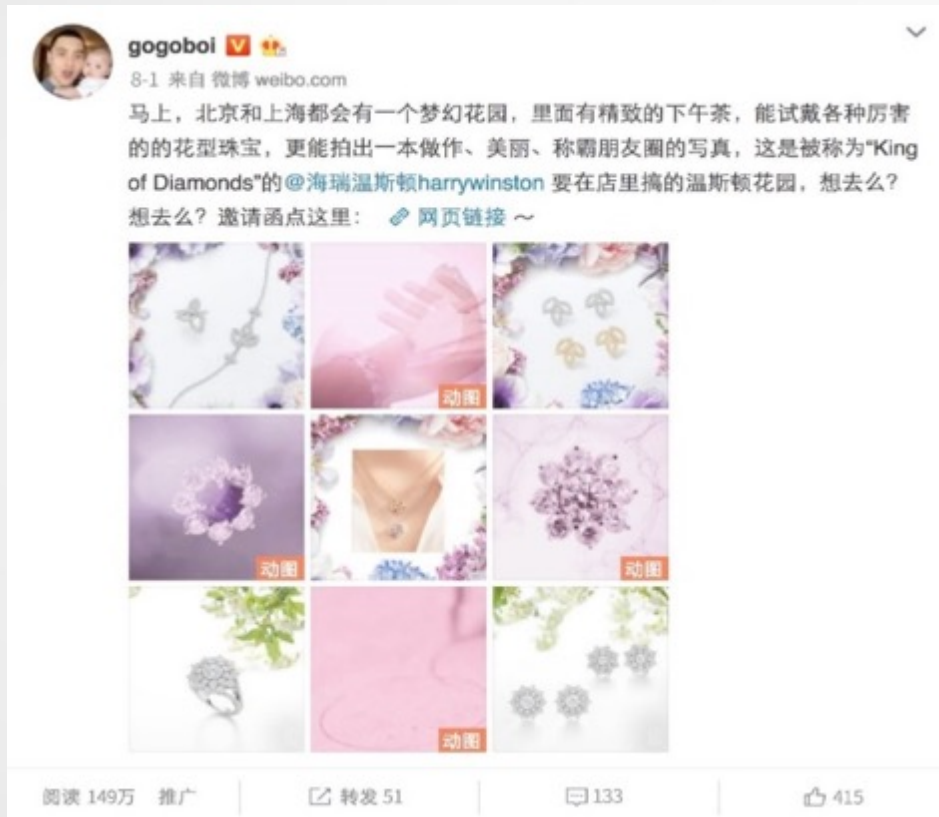 gogoboi
8-1 来自 微博 weibo.com
马上，北京和上海都会有一个梦幻花园，里面有精致的下午茶，能试戴各种厉害
的的花型珠宝，更能拍出一本做作、美丽、称霸朋友圈的写真，这是被称为“King
of Diamonds”的@海瑞温斯顿harrywinston 要在店里搞的温斯顿花园，想去么？
想去么？邀请函点这里： 网页链接 ～
动图
动图
动图
动图
阅读 149万 推广 转发 51 133 415